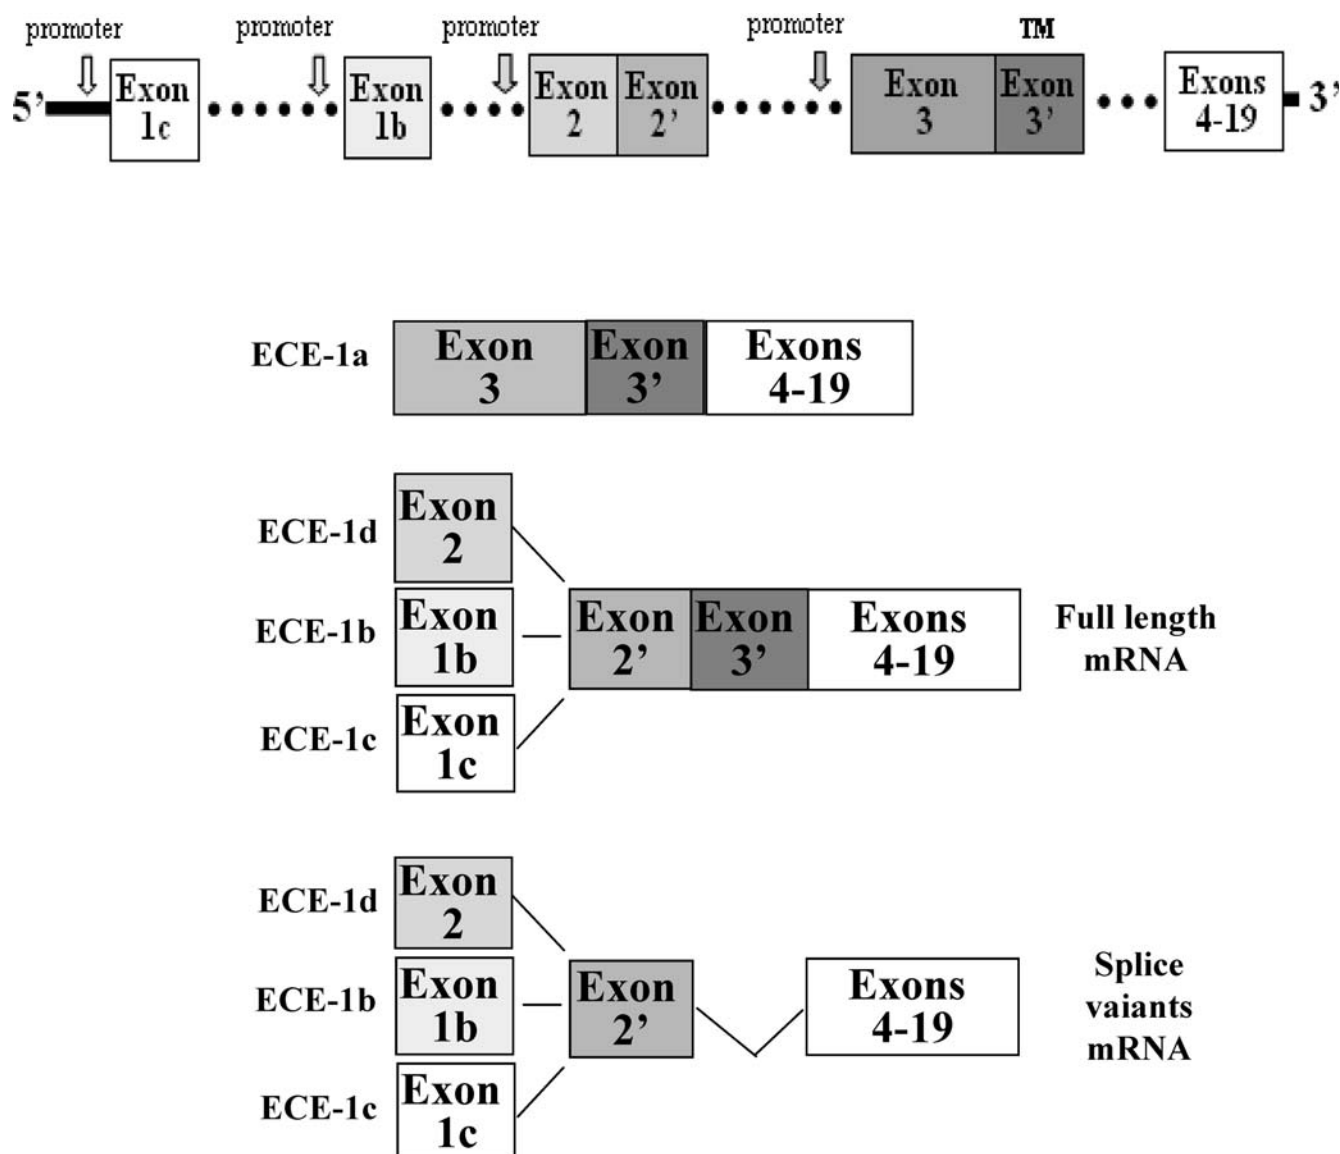 promoter promoter promoter promoter TM
5’ Exon 1c Exon 1b Exon 2 Exon 2’ Exon 3 Exon 3’ Exons 4-19 3’
ECE-1a
Exon 3
Exon 3’
Exons 4-19
ECE-1d
Exon 2
ECE-1b
Exon 1b
ECE-1c
Exon 1c
Exon 2’
Exon 3’
Exons 4-19
Full length
mRNA
ECE-1d
Exon 2
ECE-1b
Exon 1b
ECE-1c
Exon 1c
Exon 2’
Exons 4-19
Splice
vaiants
mRNA